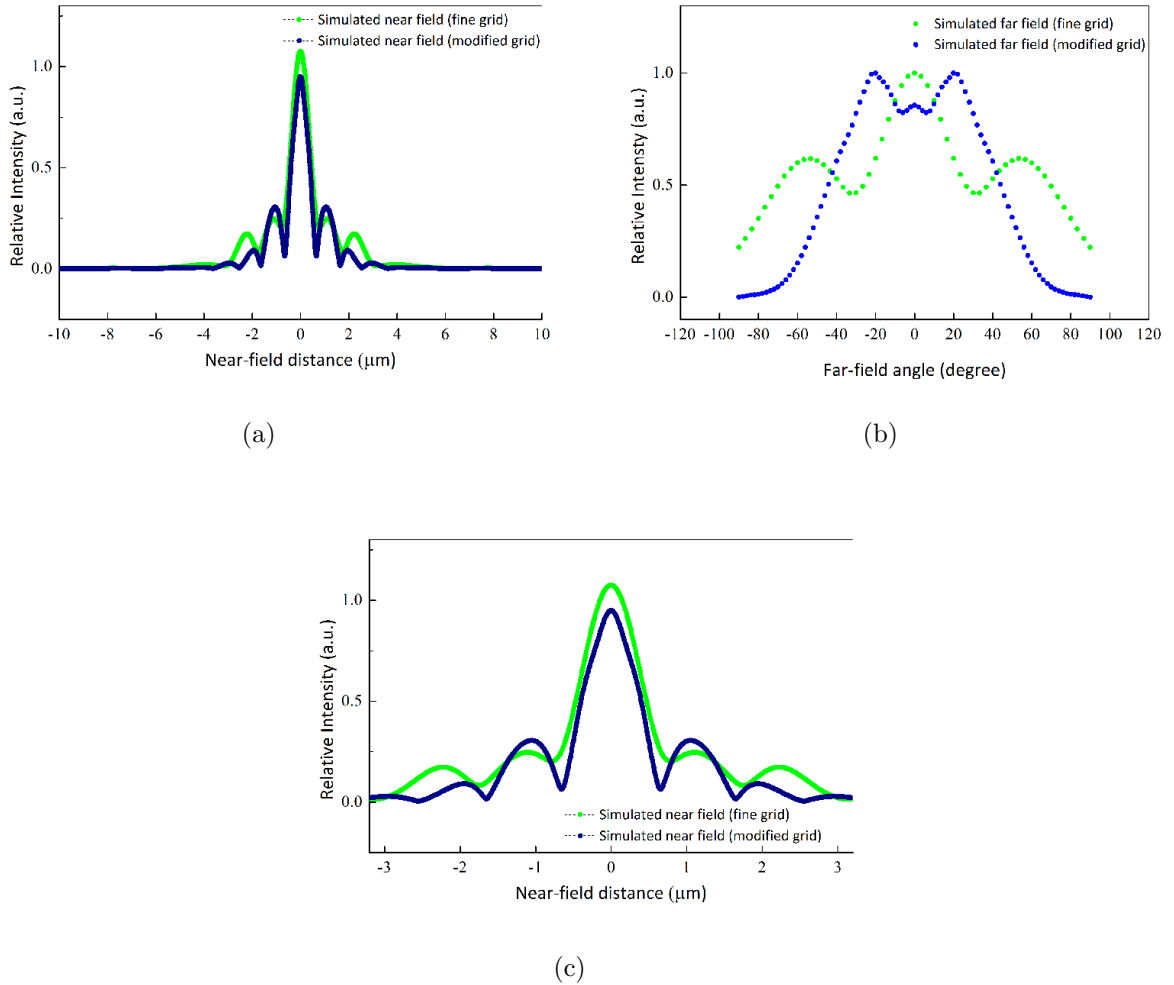 Simulated near field (fine grid)
Simulated near field (modified grid)
Relative Intensity (a.u.)
1.0
0.5
0.0
-10 -8 -6 -4 -2 0 2 4 6 8 10
Near-field distance (μm)
(a)
Simulated far field (fine grid)
Simulated far field (modified grid)
Relative Intensty (a.u.)
1.0
0.5
0.0
-120 -100 -80 -60 -40 -20 0 20 40 60 80 100 120
Far-field angle (degree)
(b)
Relative Intensity (a.u.)
1.0
0.5
0.0
Simulated near field (fine grid)
Simulated near field (modified grid)
-3 -2 -1 0 1 2 3
Near-field distance (μm)
(c)